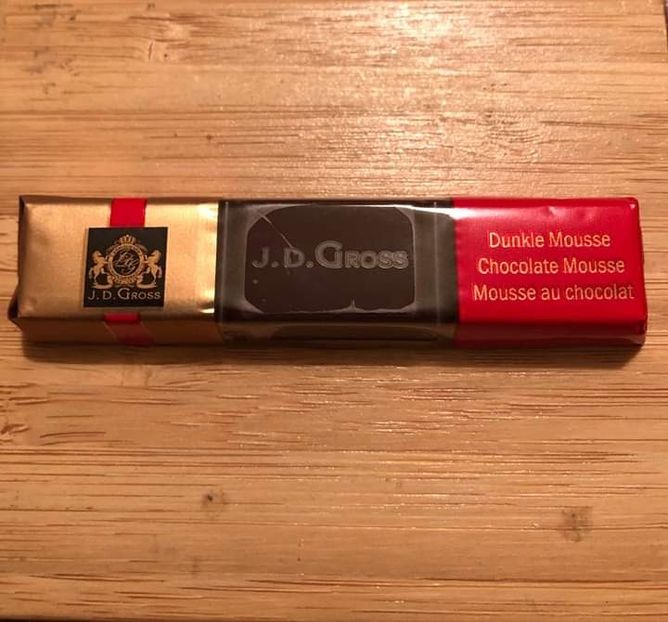 J.D.GROSS
J.D.GROSS
Dunkle Mousse
Chocolate Mousse
Mousse au chocolat